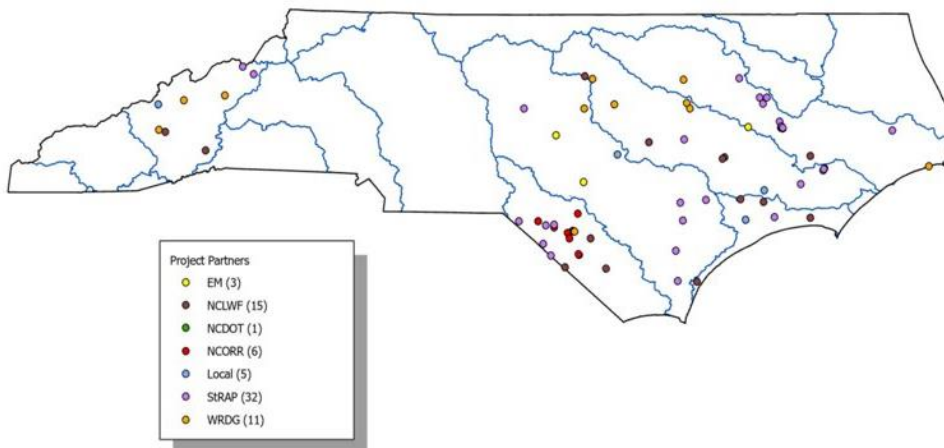 Project Partners
EM (3)
NCLWF (15)
NCDOT (1)
NCORR (6)
Local (5)
StRAP (32)
WRDG (11)